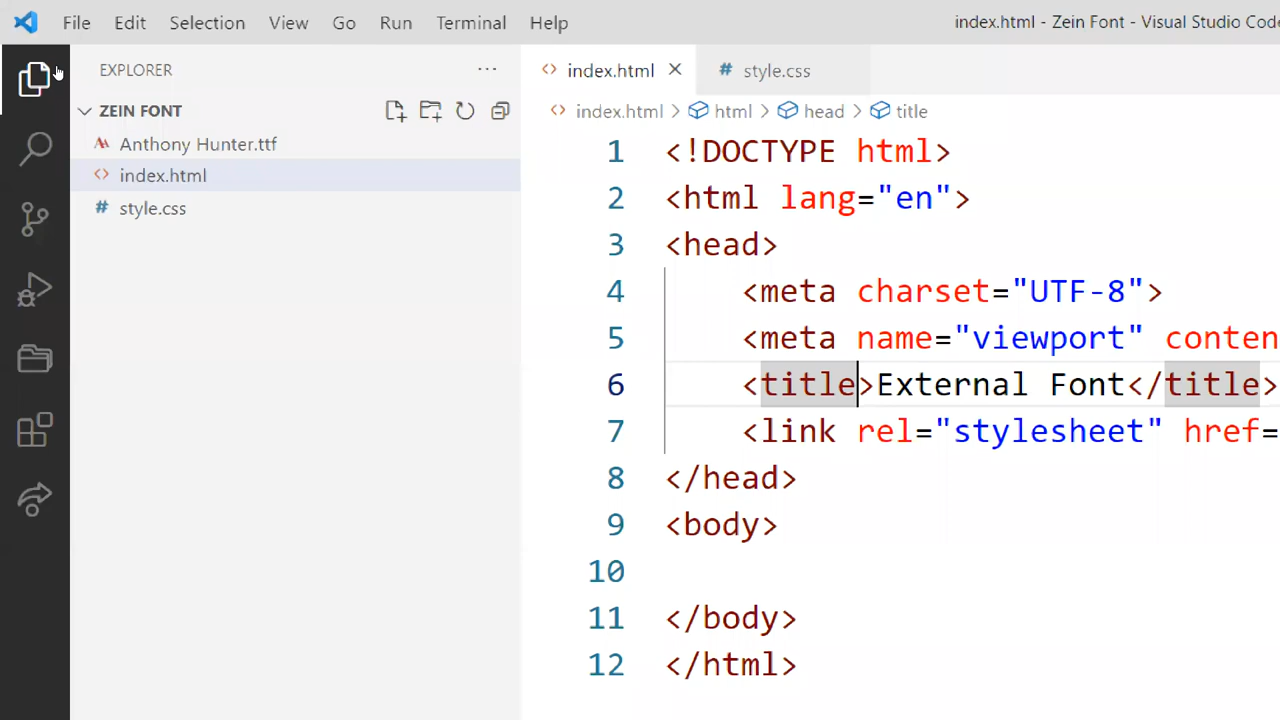 File Edit Selection View Go Run Terminal Help index.html - Zein Font - Visual Studio Code
EXPLORER ...
index.html
# style.css
ZEIN FONT
index.html > html > head > title
Anthony Hunter.ttf
index.html
# style.css
1 <!DOCTYPE html>
2 <html lang="en">
3 <head>
4 <meta charset="UTF-8">
5 <meta name="viewport" conten
6 <title>External Font</title>
7 <link rel="stylesheet" href=
8 </head>
9 <body>
10
11 </body>
12 </html>